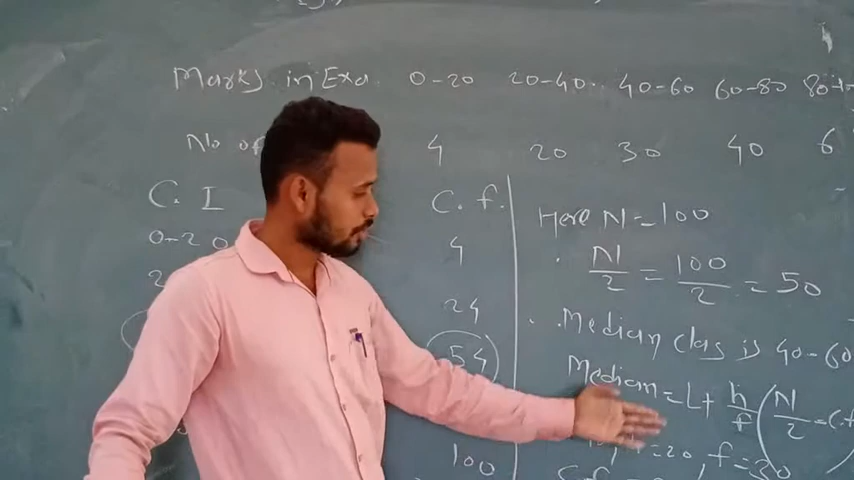 Marks in Exa 0-20 20-40 40-60 60-80 80-1
No of 4 20 30 40 6
C. I C. f.
0-20 4
24
54
100
Here N=100
N/2 = 100/2 = 50
Median clas is 40-60
Median = L+ h/f (N/2 - C.f
=20 f=30
C.f